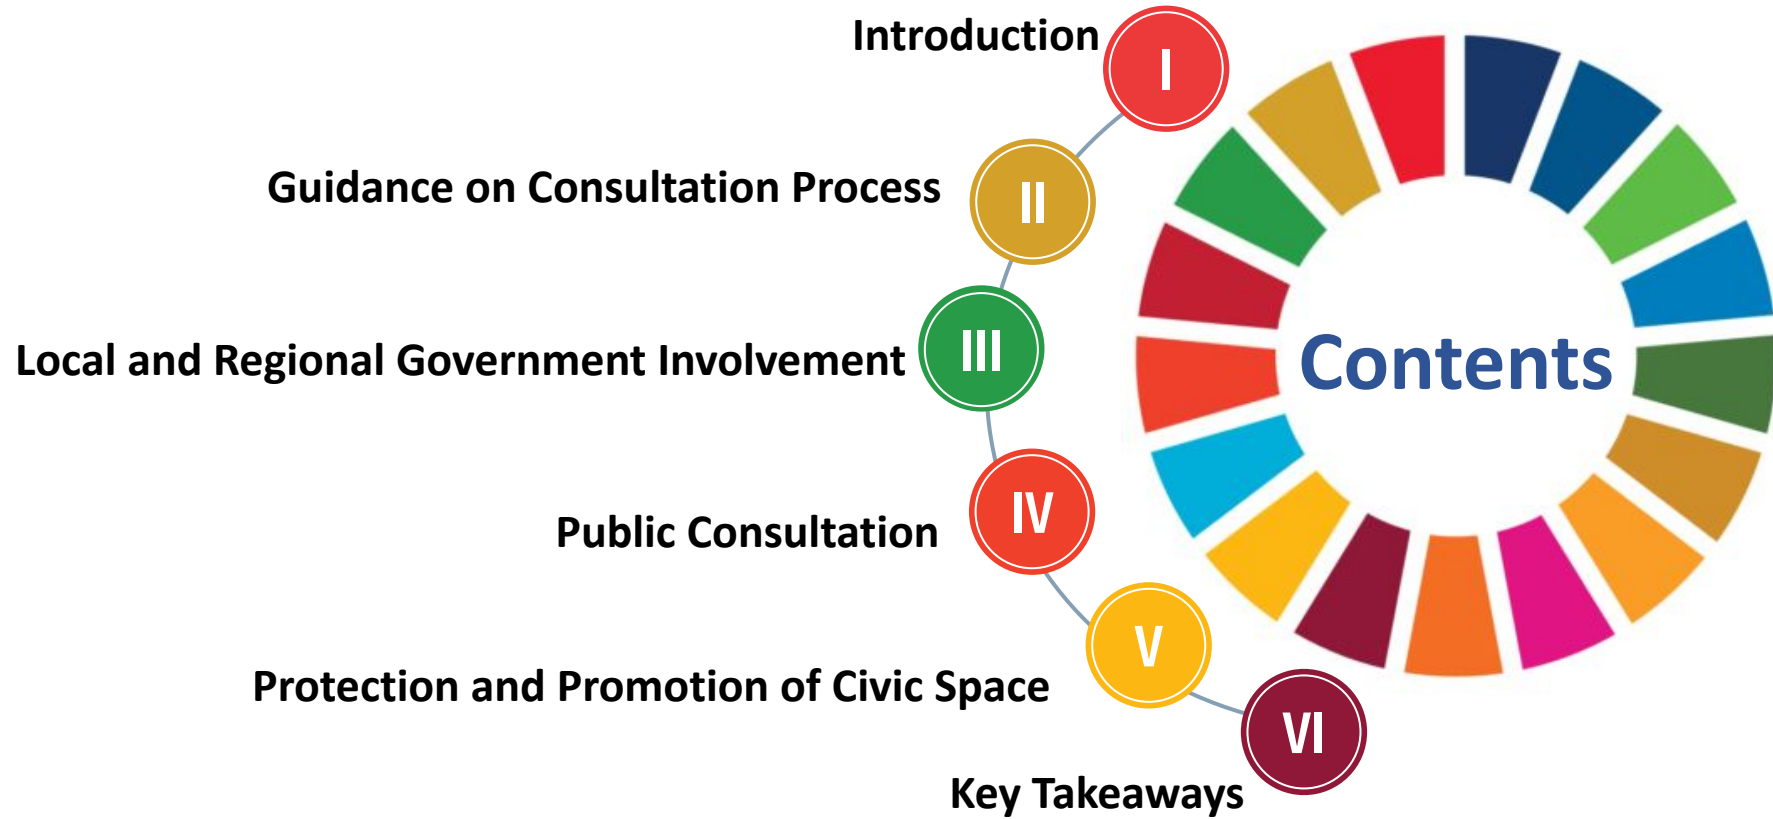 Introduction
I
Guidance on Consultation Process
II
Local and Regional Government Involvement
III
Contents
Public Consultation
IV
Protection and Promotion of Civic Space
V
Key Takeaways
VI